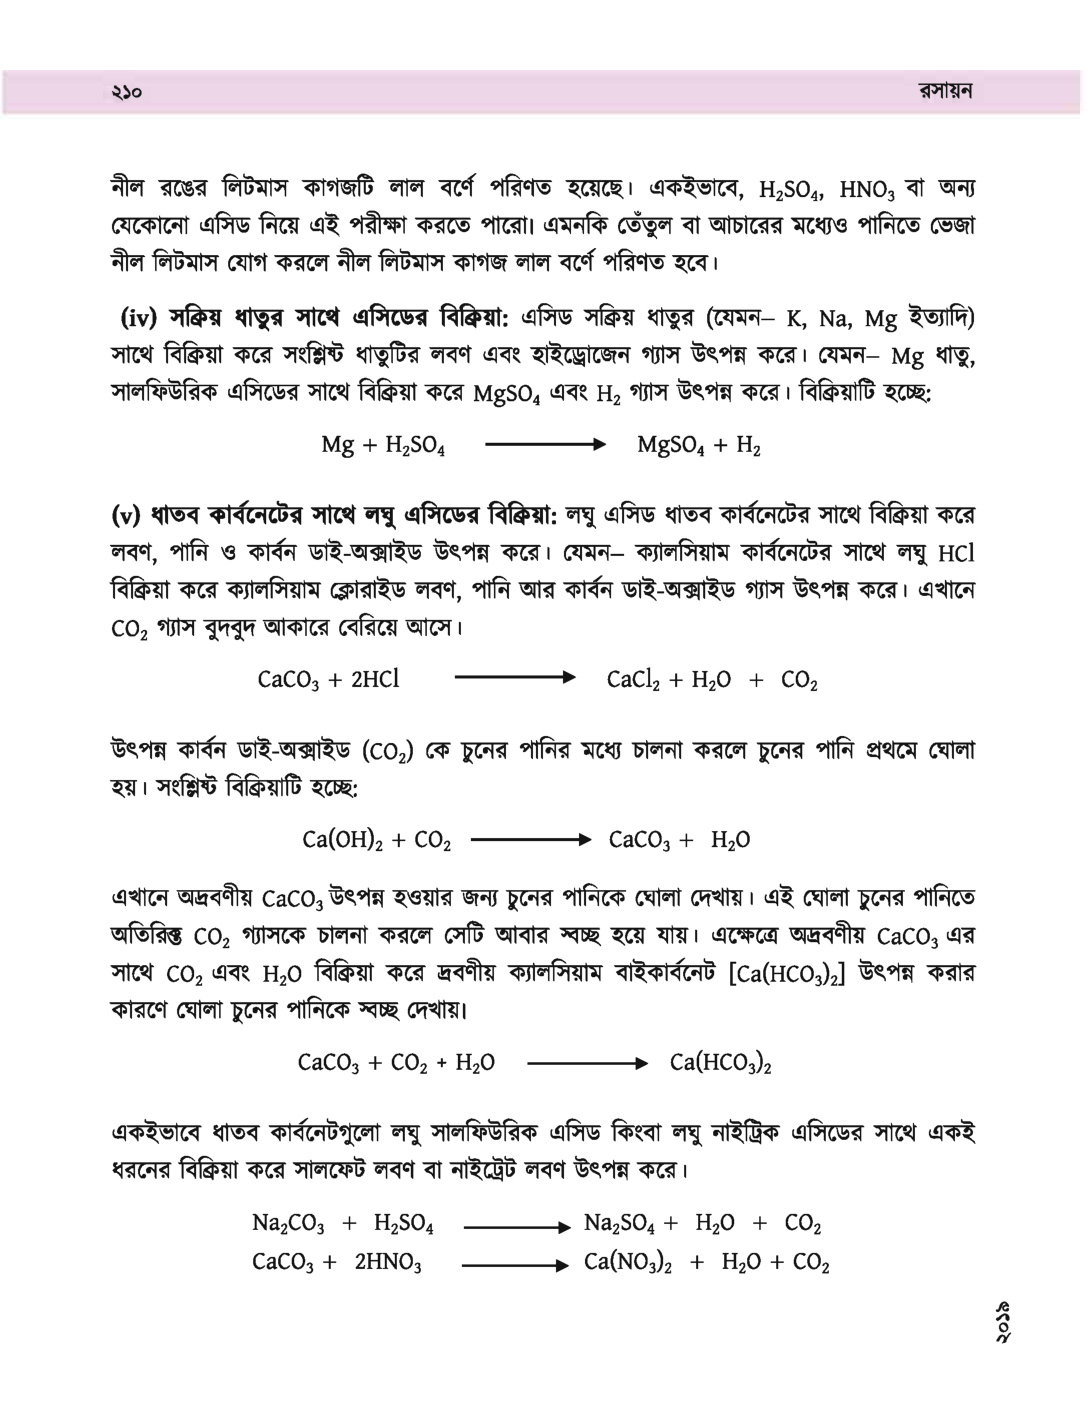 ২১০ রসায়ন
নীল রঙের লিটমাস কাগজটি লাল বর্ণে পরিণত হয়েছে। একইভাবে, H₂SO₄, HNO₃ বা অন্য
যেকোনো এসিড নিয়ে এই পরীক্ষা করতে পারো। এমনকি তেঁতুল বা আচারের মধ্যেও পানিতে ভেজা
নীল লিটমাস যোগ করলে নীল লিটমাস কাগজ লাল বর্ণে পরিণত হবে।
(iv) সক্রিয় ধাতুর সাথে এসিডের বিক্রিয়া: এসিড সক্রিয় ধাতুর (যেমন– K, Na, Mg ইত্যাদি)
সাথে বিক্রিয়া করে সংশ্লিষ্ট ধাতুটির লবণ এবং হাইড্রোজেন গ্যাস উৎপন্ন করে। যেমন– Mg ধাতু,
সালফিউরিক এসিডের সাথে বিক্রিয়া করে MgSO₄ এবং H₂ গ্যাস উৎপন্ন করে। বিক্রিয়াটি হচ্ছে:
Mg + H₂SO₄ ⟶ MgSO₄ + H₂
(v) ধাতব কার্বনেটের সাথে লঘু এসিডের বিক্রিয়া: লঘু এসিড ধাতব কার্বনেটের সাথে বিক্রিয়া করে
লবণ, পানি ও কার্বন ডাই-অক্সাইড উৎপন্ন করে। যেমন– ক্যালসিয়াম কার্বনেটের সাথে লঘু HCl
বিক্রিয়া করে ক্যালসিয়াম ক্লোরাইড লবণ, পানি আর কার্বন ডাই-অক্সাইড গ্যাস উৎপন্ন করে। এখানে
CO₂ গ্যাস বুদবুদ আকারে বেরিয়ে আসে।
CaCO₃ + 2HCl ⟶ CaCl₂ + H₂O + CO₂
উৎপন্ন কার্বন ডাই-অক্সাইড (CO₂) কে চুনের পানির মধ্যে চালনা করলে চুনের পানি প্রথমে ঘোলা
হয়। সংশ্লিষ্ট বিক্রিয়াটি হচ্ছে:
Ca(OH)₂ + CO₂ ⟶ CaCO₃ + H₂O
এখানে অদ্রবণীয় CaCO₃ উৎপন্ন হওয়ার জন্য চুনের পানিকে ঘোলা দেখায়। এই ঘোলা চুনের পানিতে
অতিরিক্ত CO₂ গ্যাসকে চালনা করলে সেটি আবার স্বচ্ছ হয়ে যায়। এক্ষেত্রে অদ্রবণীয় CaCO₃ এর
সাথে CO₂ এবং H₂O বিক্রিয়া করে দ্রবণীয় ক্যালসিয়াম বাইকার্বনেট [Ca(HCO₃)₂] উৎপন্ন করার
কারণে ঘোলা চুনের পানিকে স্বচ্ছ দেখায়।
CaCO₃ + CO₂ + H₂O ⟶ Ca(HCO₃)₂
একইভাবে ধাতব কার্বনেটগুলো লঘু সালফিউরিক এসিড কিংবা লঘু নাইট্রিক এসিডের সাথে একই
ধরনের বিক্রিয়া করে সালফেট লবণ বা নাইট্রেট লবণ উৎপন্ন করে।
Na₂CO₃ + H₂SO₄ ⟶ Na₂SO₄ + H₂O + CO₂
CaCO₃ + 2HNO₃ ⟶ Ca(NO₃)₂ + H₂O + CO₂
২০১৯